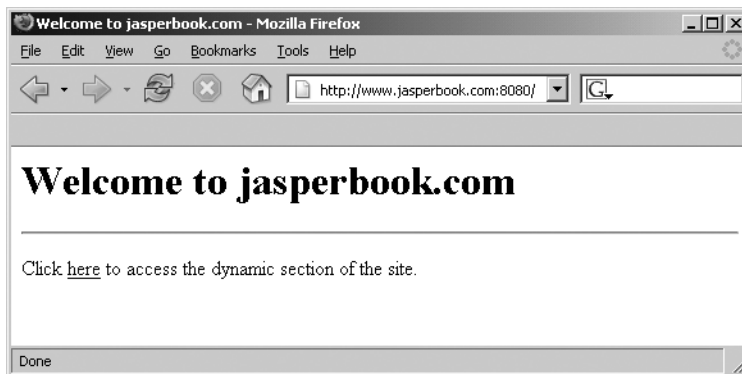 Welcome to jasperbook.com - Mozilla Firefox
File Edit View Go Bookmarks Tools Help
http://www.jasperbook.com:8080/ G
Welcome to jasperbook.com
Click here to access the dynamic section of the site.
Done